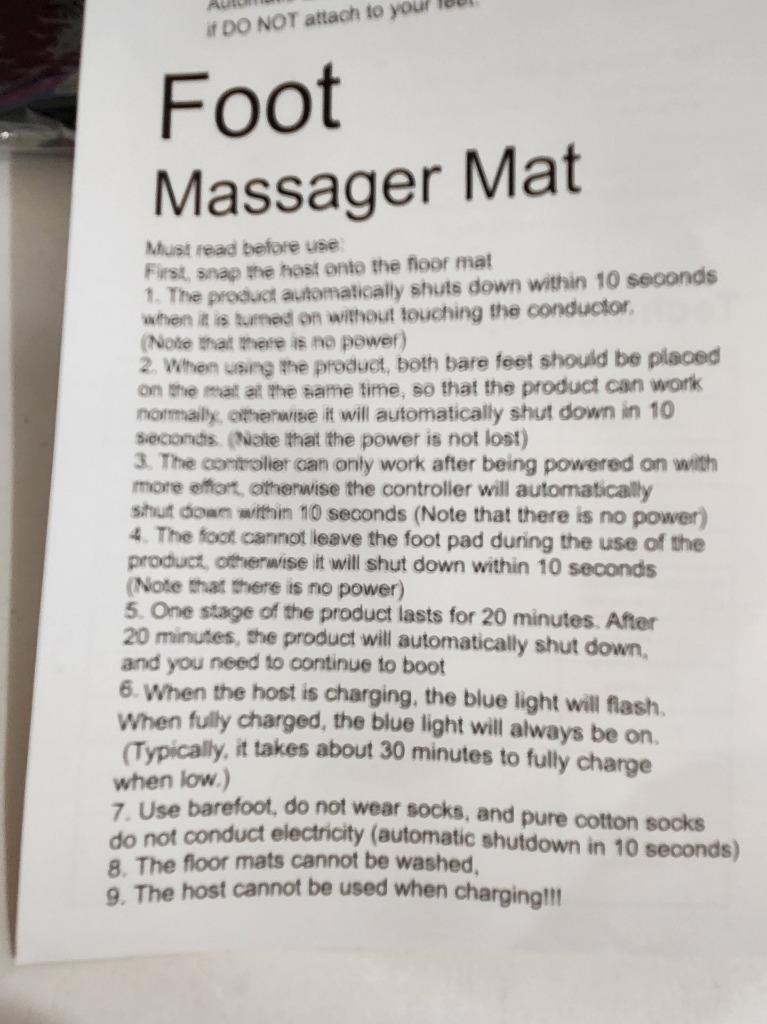 if DO NOT attach to your feet.
Foot
Massager Mat
Must read before use:
First, snap the host onto the floor mat
1. The product automatically shuts down within 10 seconds
when it is turned on without touching the conductor.
(Note that there is no power)
2. When using the product, both bare feet should be placed
on the mat at the same time, so that the product can work
normally, otherwise it will automatically shut down in 10
seconds. (Note that the power is not lost)
3. The controller can only work after being powered on with
more effort, otherwise the controller will automatically
shut down within 10 seconds (Note that there is no power)
4. The foot cannot leave the foot pad during the use of the
product, otherwise it will shut down within 10 seconds
(Note that there is no power)
5. One stage of the product lasts for 20 minutes. After
20 minutes, the product will automatically shut down,
and you need to continue to boot
6. When the host is charging, the blue light will flash.
When fully charged, the blue light will always be on.
(Typically, it takes about 30 minutes to fully charge
when low.)
7. Use barefoot, do not wear socks, and pure cotton socks
do not conduct electricity (automatic shutdown in 10 seconds)
8. The floor mats cannot be washed,
9. The host cannot be used when charging!!!